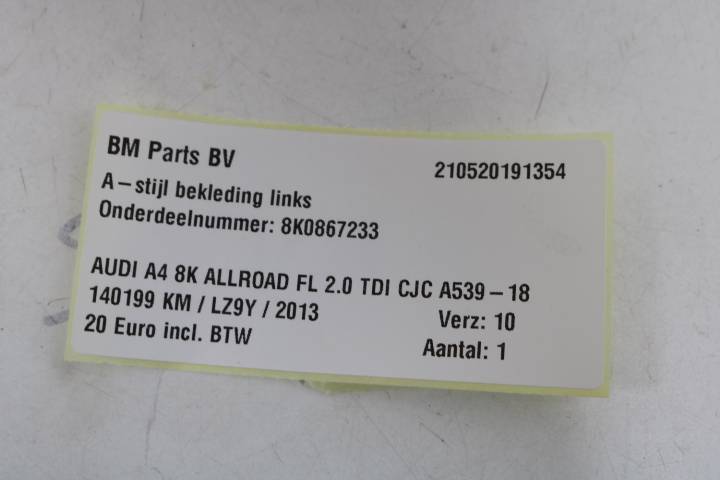 BM Parts BV 210520191354
A-stijl bekleding links
Onderdeelnummer: 8K0867233
AUDI A4 8K ALLROAD FL 2.0 TDI CJC A539-18
140199 KM / LZ9Y / 2013 Verz: 10
20 Euro incl. BTW Aantal: 1